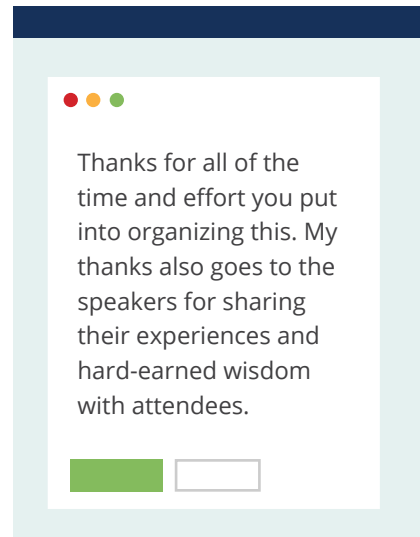 Thanks for all of the
time and effort you put
into organizing this. My
thanks also goes to the
speakers for sharing
their experiences and
hard-earned wisdom
with attendees.